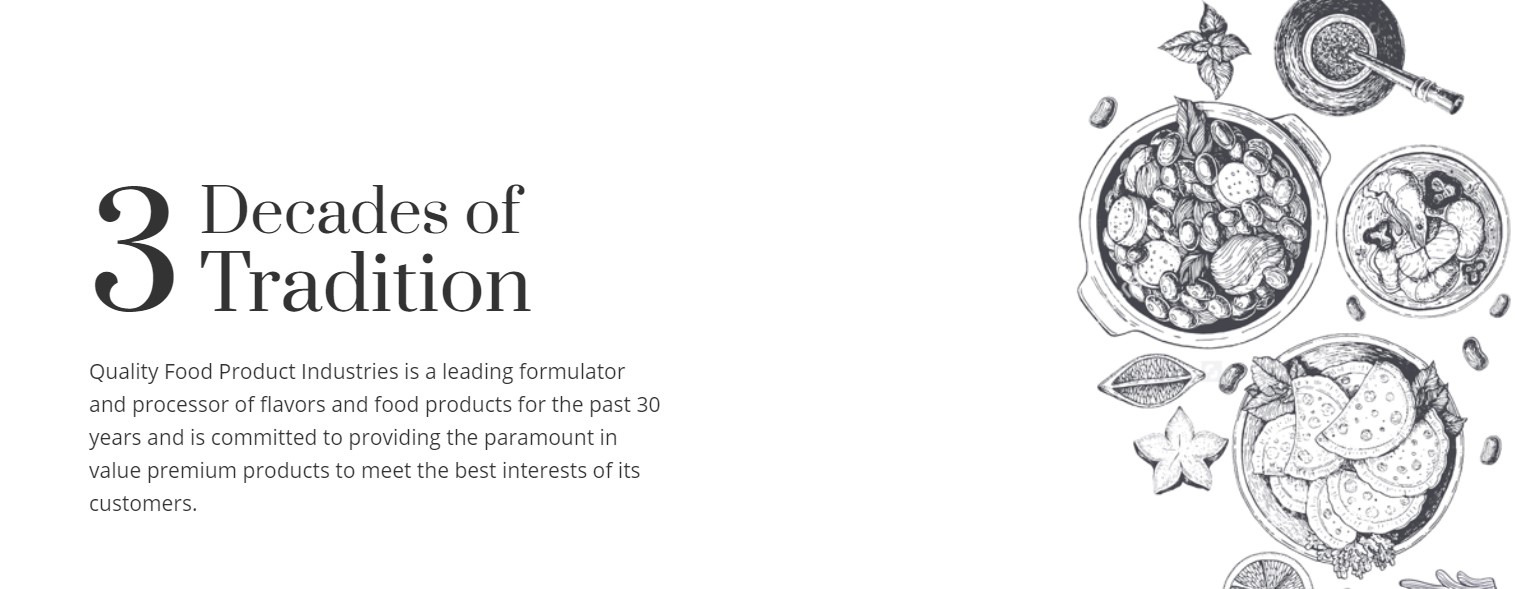 3 Decades of
Tradition
Quality Food Product Industries is a leading formulator
and processor of flavors and food products for the past 30
years and is committed to providing the paramount in
value premium products to meet the best interests of its
customers.